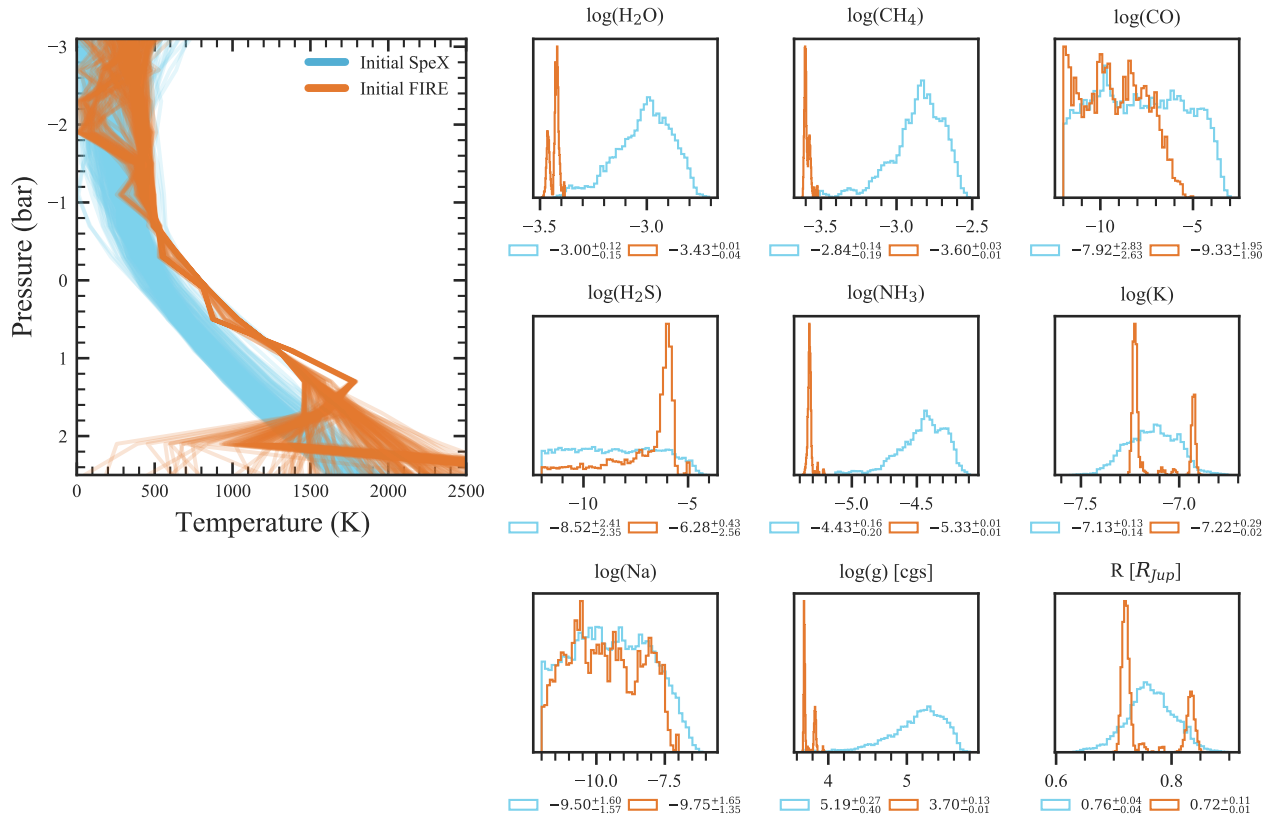 Initial SpeX
Initial FIRE
Pressure (bar)
−3
−2
−1
0
1
2
0 500 1000 1500 2000 2500
Temperature (K)
log(H₂O)
−3.5 −3.0
−3.00+0.12−0.15 −3.43+0.01−0.04
log(CH₄)
−3.5 −3.0 −2.5
−2.84+0.14−0.19 −3.60+0.03−0.01
log(CO)
−10 −5
−7.92+2.83−2.63 −9.33+1.95−1.90
log(H₂S)
−10 −5
−8.52+2.41−2.35 −6.28+0.43−2.56
log(NH₃)
−5.0 −4.5
−4.43+0.16−0.20 −5.33+0.01−0.01
log(K)
−7.5 −7.0
−7.13+0.13−0.14 −7.22+0.29−0.02
log(Na)
−10.0 −7.5
−9.50+1.60−1.57 −9.75+1.65−1.35
log(g) [cgs]
4 5
5.19+0.27−0.40 3.70+0.13−0.01
R [R_Jup]
0.6 0.8
0.76+0.04−0.04 0.72+0.11−0.01